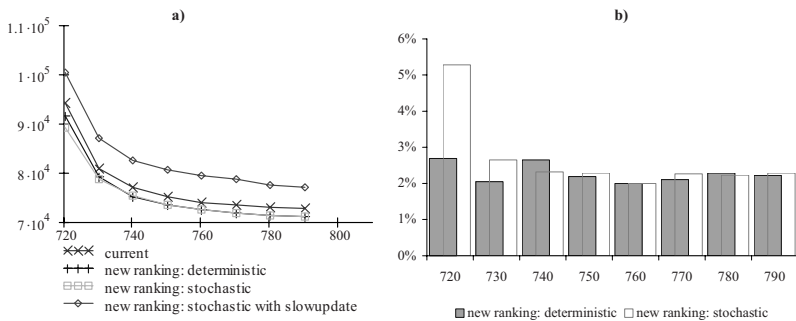 a)
1.1·10⁵
1·10⁵
9·10⁴
8·10⁴
7·10⁴
720 740 760 780 800
current
new ranking: deterministic
new ranking: stochastic
new ranking: stochastic with slowupdate
b)
6%
5%
4%
3%
2%
1%
0%
720 730 740 750 760 770 780 790
new ranking: deterministic new ranking: stochastic